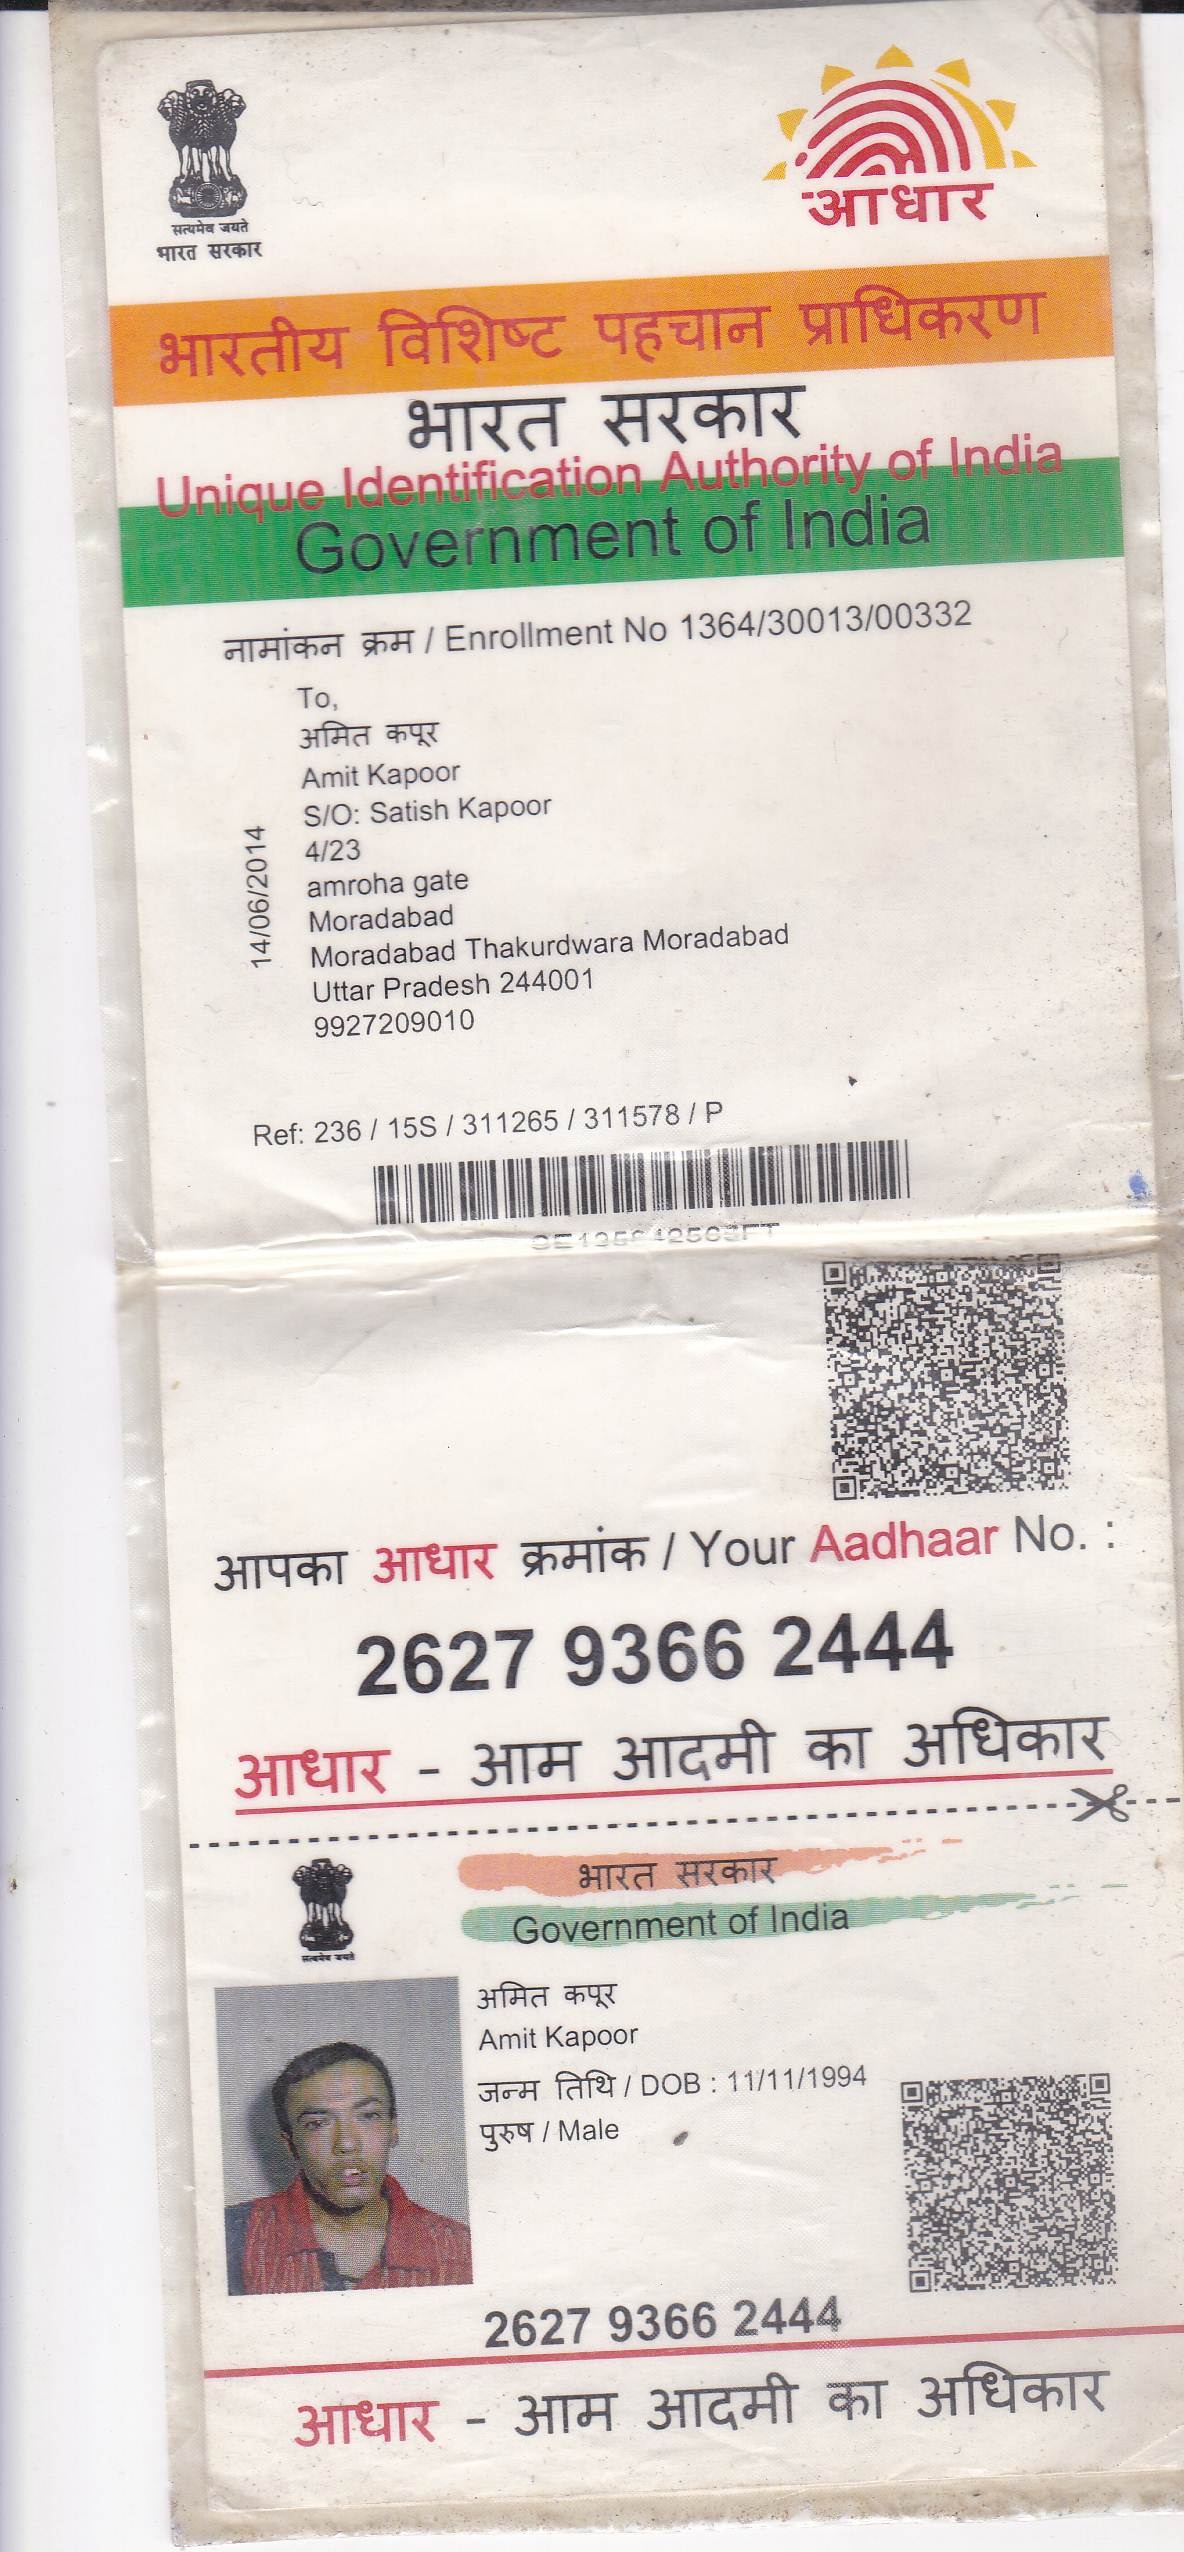 सत्यमेव जयते
भारत सरकार
आधार
भारतीय विशिष्ट पहचान प्राधिकरण
भारत सरकार
Unique Identification Authority of India
Government of India
नामांकन क्रम / Enrollment No 1364/30013/00332
To,
अमित कपूर
Amit Kapoor
S/O: Satish Kapoor
4/23
amroha gate
Moradabad
Moradabad Thakurdwara Moradabad
Uttar Pradesh 244001
9927209010
14/06/2014
Ref: 236 / 15S / 311265 / 311578 / P
आपका आधार क्रमांक / Your Aadhaar No. :
2627 9366 2444
आधार - आम आदमी का अधिकार
सत्यमेव जयते
भारत सरकार
Government of India
अमित कपूर
Amit Kapoor
जन्म तिथि / DOB : 11/11/1994
पुरुष / Male
2627 9366 2444
आधार - आम आदमी का अधिकार